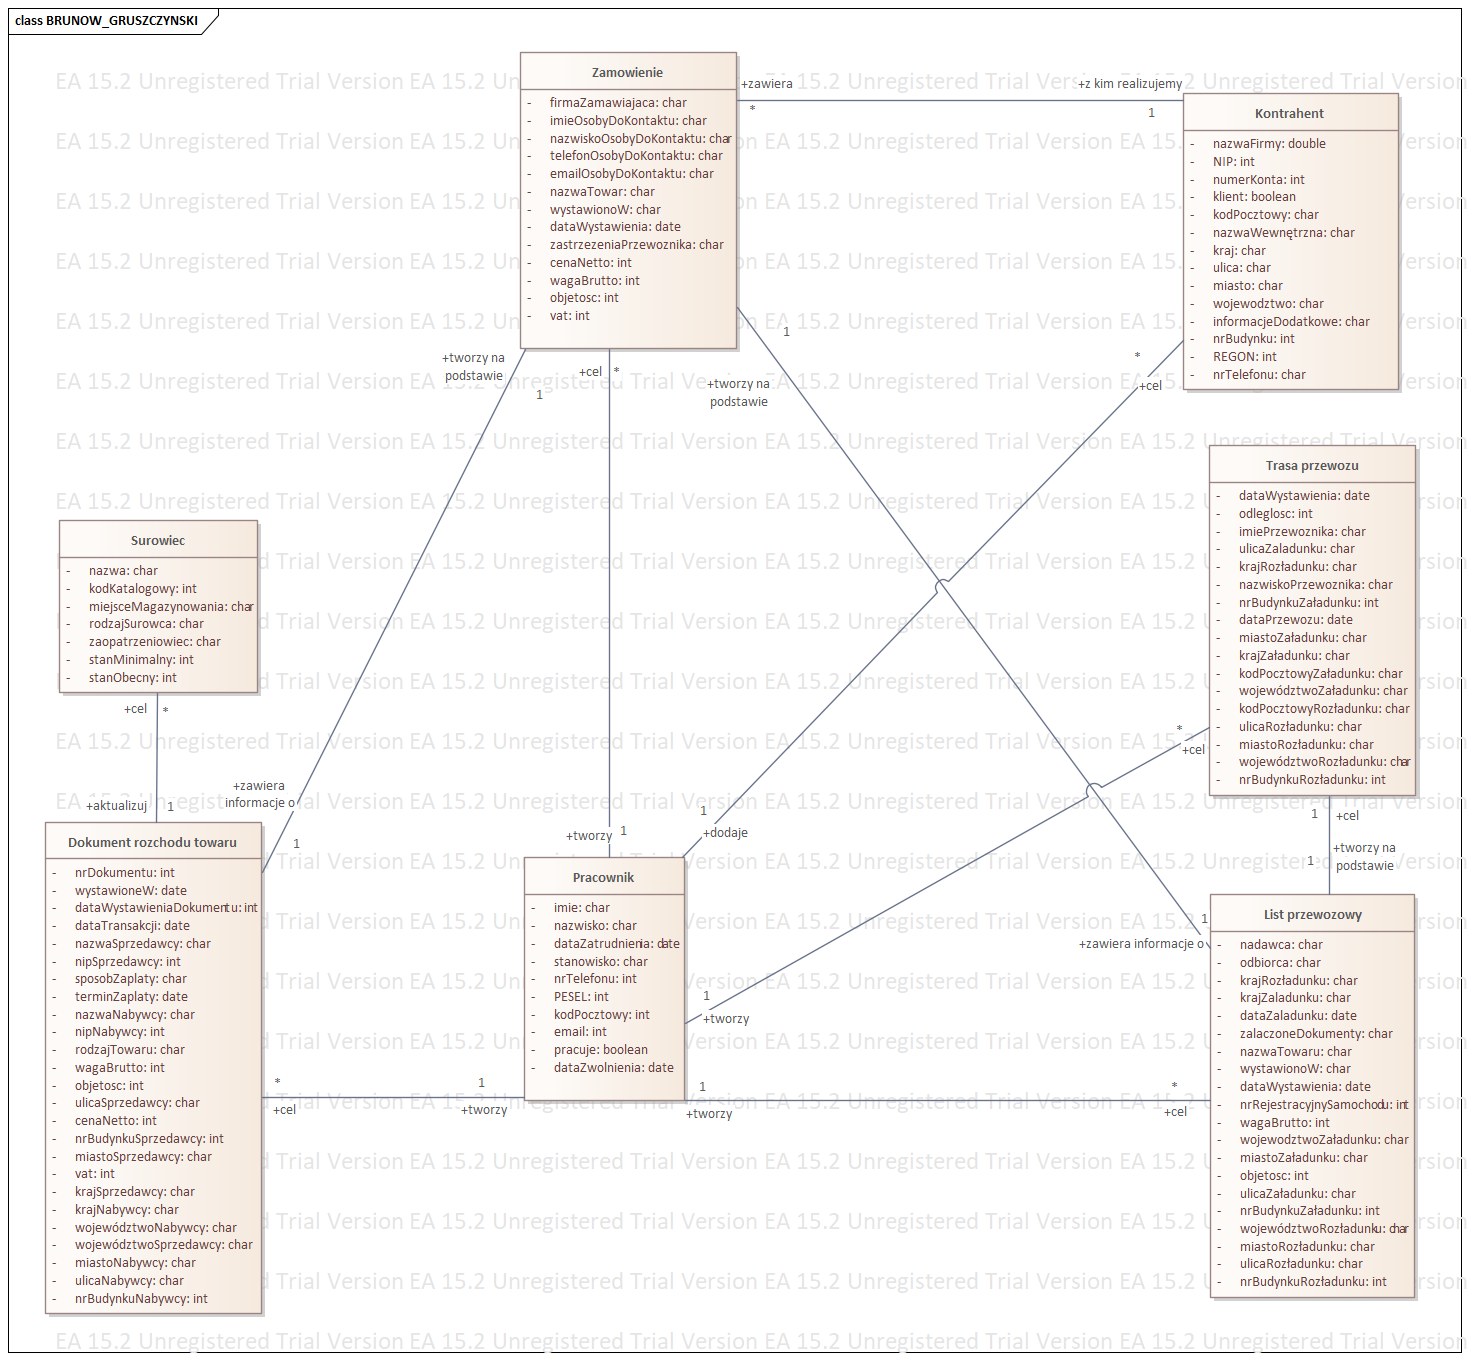 class BRUNOW_GRUSZCZYNSKI
EA 15.2 Unregistered Trial Version EA 15.2 Unregistered Trial Version EA 15.2 Unregistered Trial Version
Zamowienie
- firmaZamawiajaca: char
- imieOsobyDoKontaktu: char
- nazwiskoOsobyDoKontaktu: char
- telefonOsobyDoKontaktu: char
- emailOsobyDoKontaktu: char
- nazwaTowar: char
- wystawionoW: char
- dataWystawienia: date
- zastrzezeniaPrzewoznika: char
- cenaNetto: int
- wagaBrutto: int
- objetosc: int
- vat: int
+zawiera
*
+z kim realizujemy
1
Kontrahent
- nazwaFirmy: double
- NIP: int
- numerKonta: int
- klient: boolean
- kodPocztowy: char
- nazwaWewnętrzna: char
- kraj: char
- ulica: char
- miasto: char
- wojewodztwo: char
- informacjeDodatkowe: char
- nrBudynku: int
- REGON: int
- nrTelefonu: char
+tworzy na
podstawie
1
+cel
*
1
+tworzy na
podstawie
*
+cel
Trasa przewozu
- dataWystawienia: date
- odleglosc: int
- imiePrzewoznika: char
- ulicaZaladunku: char
- krajRozładunku: char
- nazwiskoPrzewoznika: char
- nrBudynkuZaładunku: int
- dataPrzewozu: date
- miastoZaładunku: char
- krajZaładunku: char
- kodPocztowyZaładunku: char
- województwoZaładunku: char
- kodPocztowyRozładunku: char
- ulicaRozładunku: char
- miastoRozładunku: char
- województwoRozładunku: char
- nrBudynkuRozładunku: int
Surowiec
- nazwa: char
- kodKatalogowy: int
- miejsceMagazynowania: char
- rodzajSurowca: char
- zaopatrzeniowiec: char
- stanMinimalny: int
- stanObecny: int
+cel
*
+aktualizuj
1
+zawiera
informacje o
1
+tworzy
1
1
+dodaje
*
+cel
1
+cel
+tworzy na
podstawie
1
Dokument rozchodu towaru
- nrDokumentu: int
- wystawioneW: date
- dataWystawieniaDokumentu: int
- dataTransakcji: date
- nazwaSprzedawcy: char
- nipSprzedawcy: int
- sposobZaplaty: char
- terminZaplaty: date
- nazwaNabywcy: char
- nipNabywcy: int
- rodzajTowaru: char
- wagaBrutto: int
- objetosc: int
- ulicaSprzedawcy: char
- cenaNetto: int
- nrBudynkuSprzedawcy: int
- miastoSprzedawcy: char
- vat: int
- krajSprzedawcy: char
- krajNabywcy: char
- województwoNabywcy: char
- województwoSprzedawcy: char
- miastoNabywcy: char
- ulicaNabywcy: char
- nrBudynkuNabywcy: int
Pracownik
- imie: char
- nazwisko: char
- dataZatrudnienia: date
- stanowisko: char
- nrTelefonu: int
- PESEL: int
- kodPocztowy: int
- email: int
- pracuje: boolean
- dataZwolnienia: date
1
+tworzy
*
+cel
1
+tworzy
1
+tworzy
*
+cel
1
+zawiera informacje o
List przewozowy
- nadawca: char
- odbiorca: char
- krajRozładunku: char
- krajZaladunku: char
- dataZaladunku: date
- zalaczoneDokumenty: char
- nazwaTowaru: char
- wystawionoW: char
- dataWystawienia: date
- nrRejestracyjnySamochodu: int
- wagaBrutto: int
- wojewodztwoZaładunku: char
- miastoZaładunku: char
- objetosc: int
- ulicaZaładunku: char
- nrBudynkuZaładunku: int
- województwoRozładunku: char
- miastoRozładunku: char
- ulicaRozładunku: char
- nrBudynkuRozładunku: int